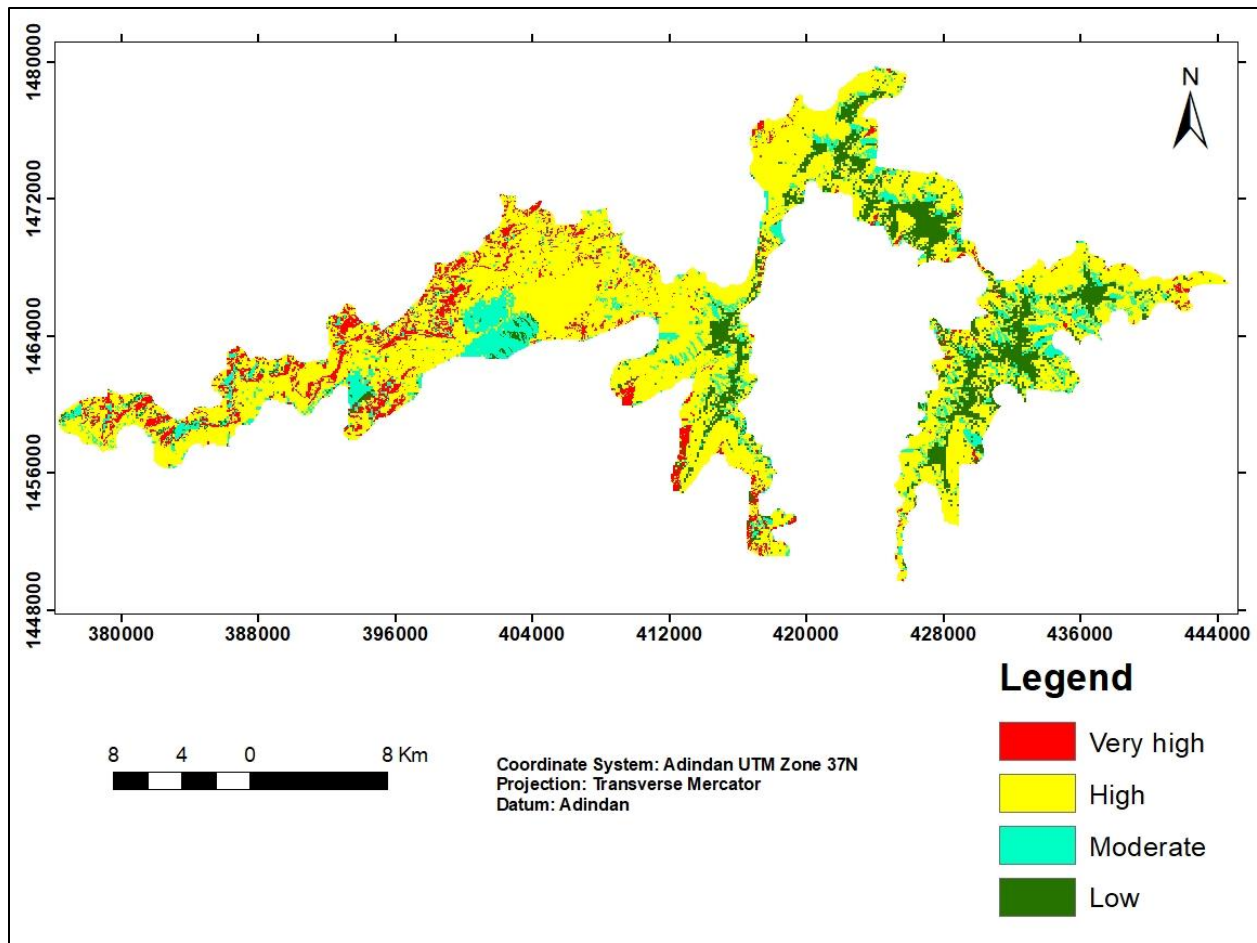 1480000
1472000
1464000
1456000
1448000
N
380000 388000 396000 404000 412000 420000 428000 436000 444000
8 4 0 8 Km
Coordinate System: Adindan UTM Zone 37N
Projection: Transverse Mercator
Datum: Adindan
Legend
Very high
High
Moderate
Low